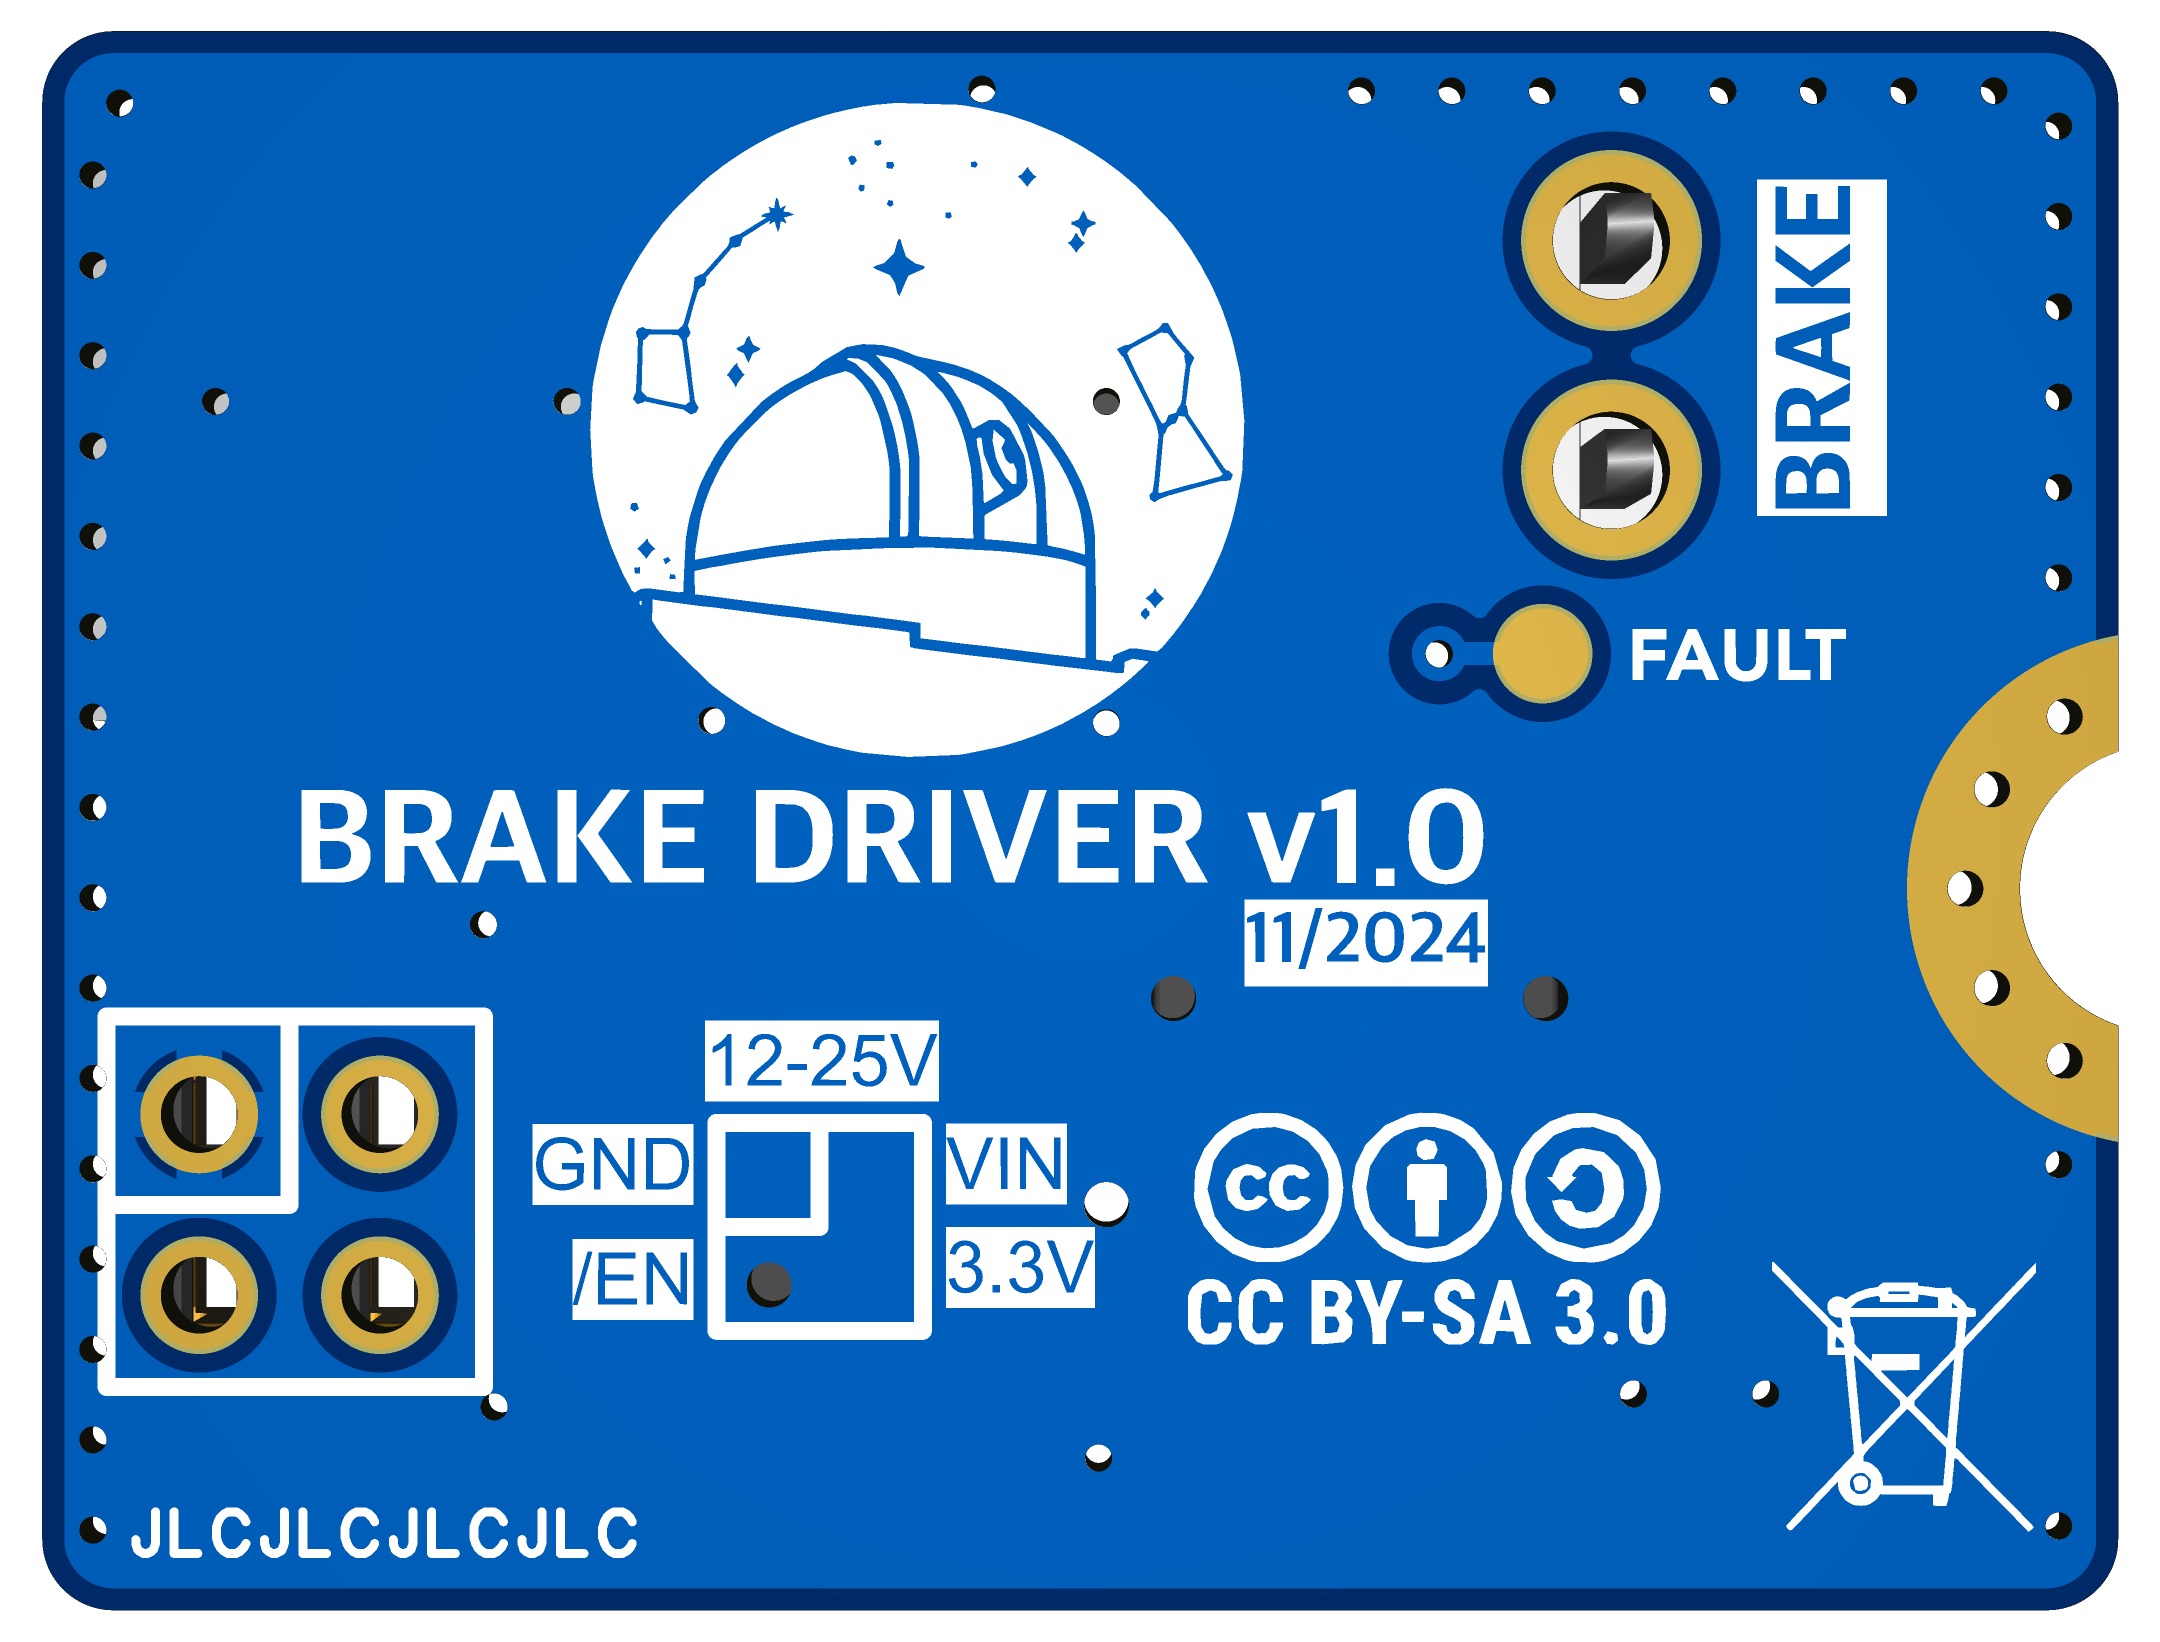 BRAKE
FAULT
BRAKE DRIVER v1.0
11/2024
12-25V
GND
VIN
/EN
3.3V
cc
CC BY-SA 3.0
JLCJLCJLCJLC